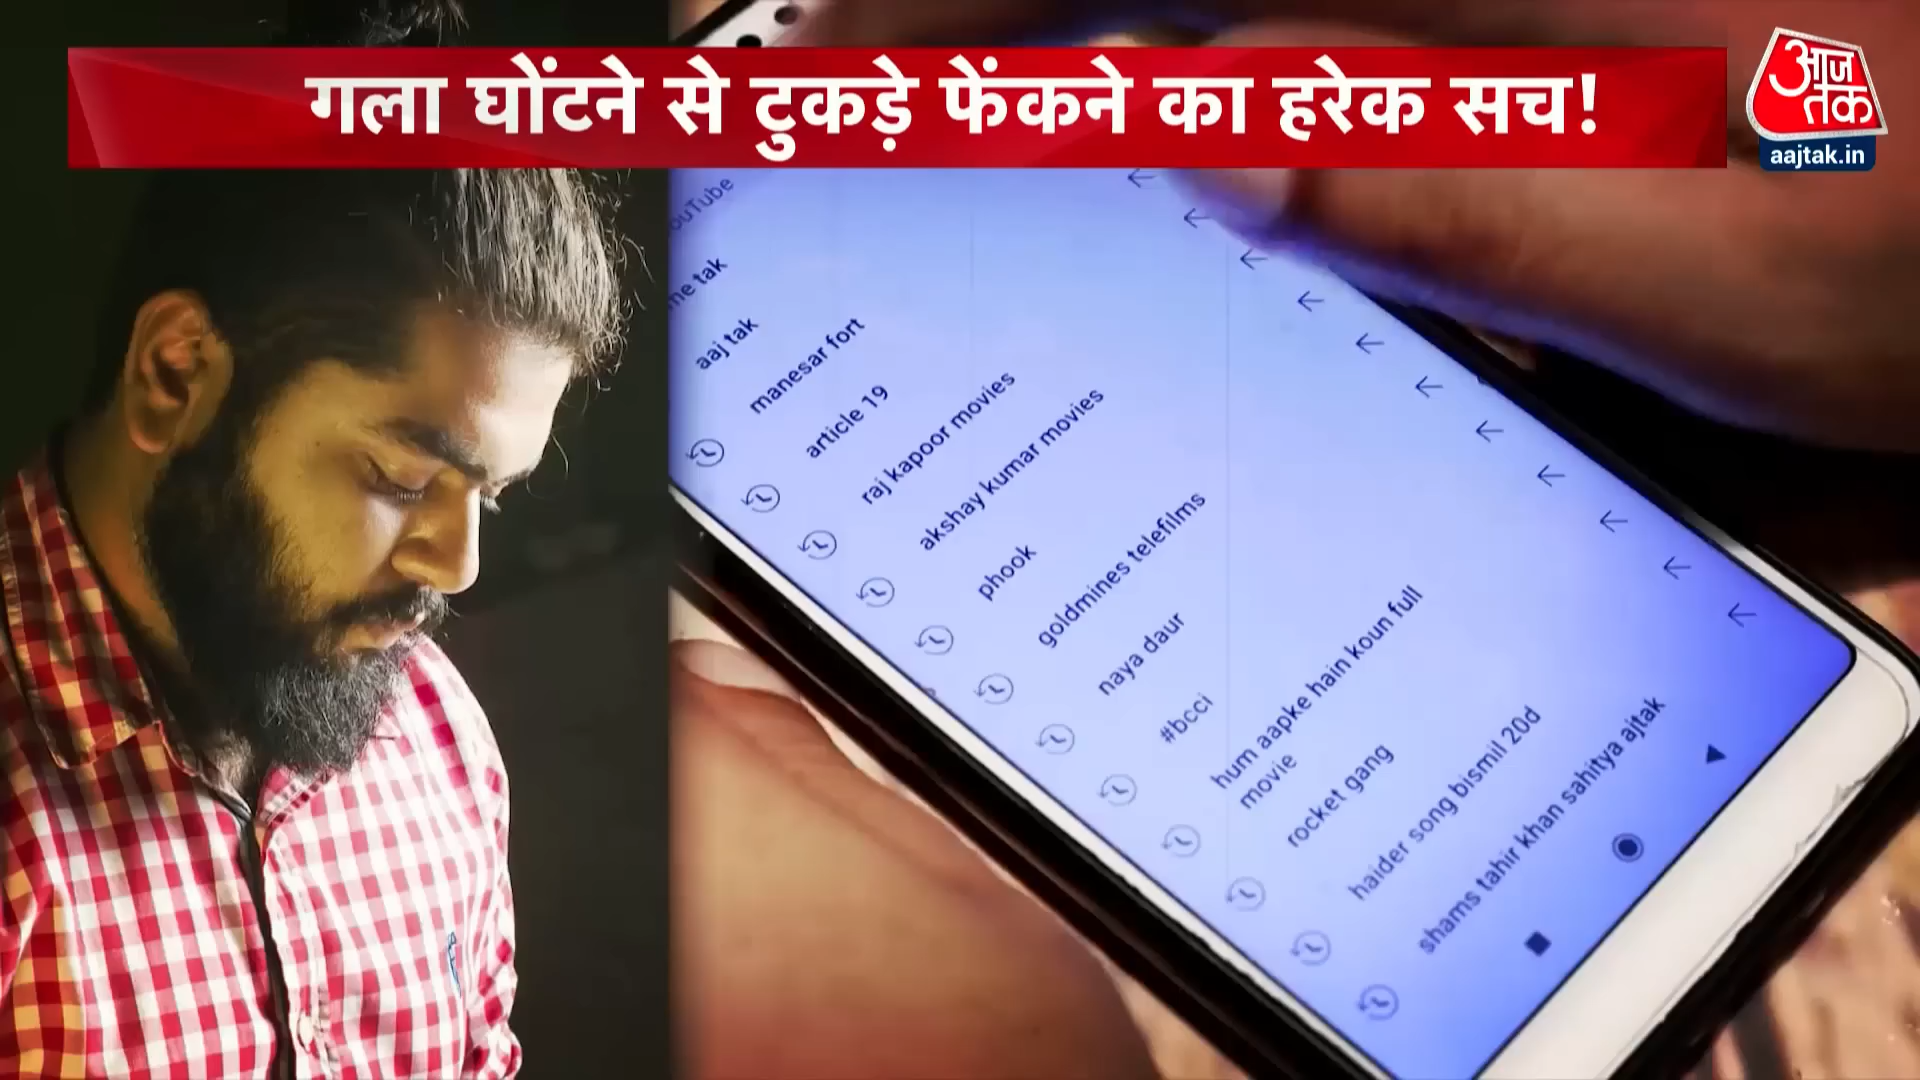 गला घोंटने से टुकड़े फेंकने का हरेक सच!
आज
तक
aajtak.in
ouTube
me tak
aaj tak
manesar fort
article 19
raj kapoor movies
akshay kumar movies
phook
goldmines telefilms
naya daur
#bcci
hum aapke hain koun full
movie
rocket gang
haider song bismil 20d
shams tahir khan sahitya ajtak